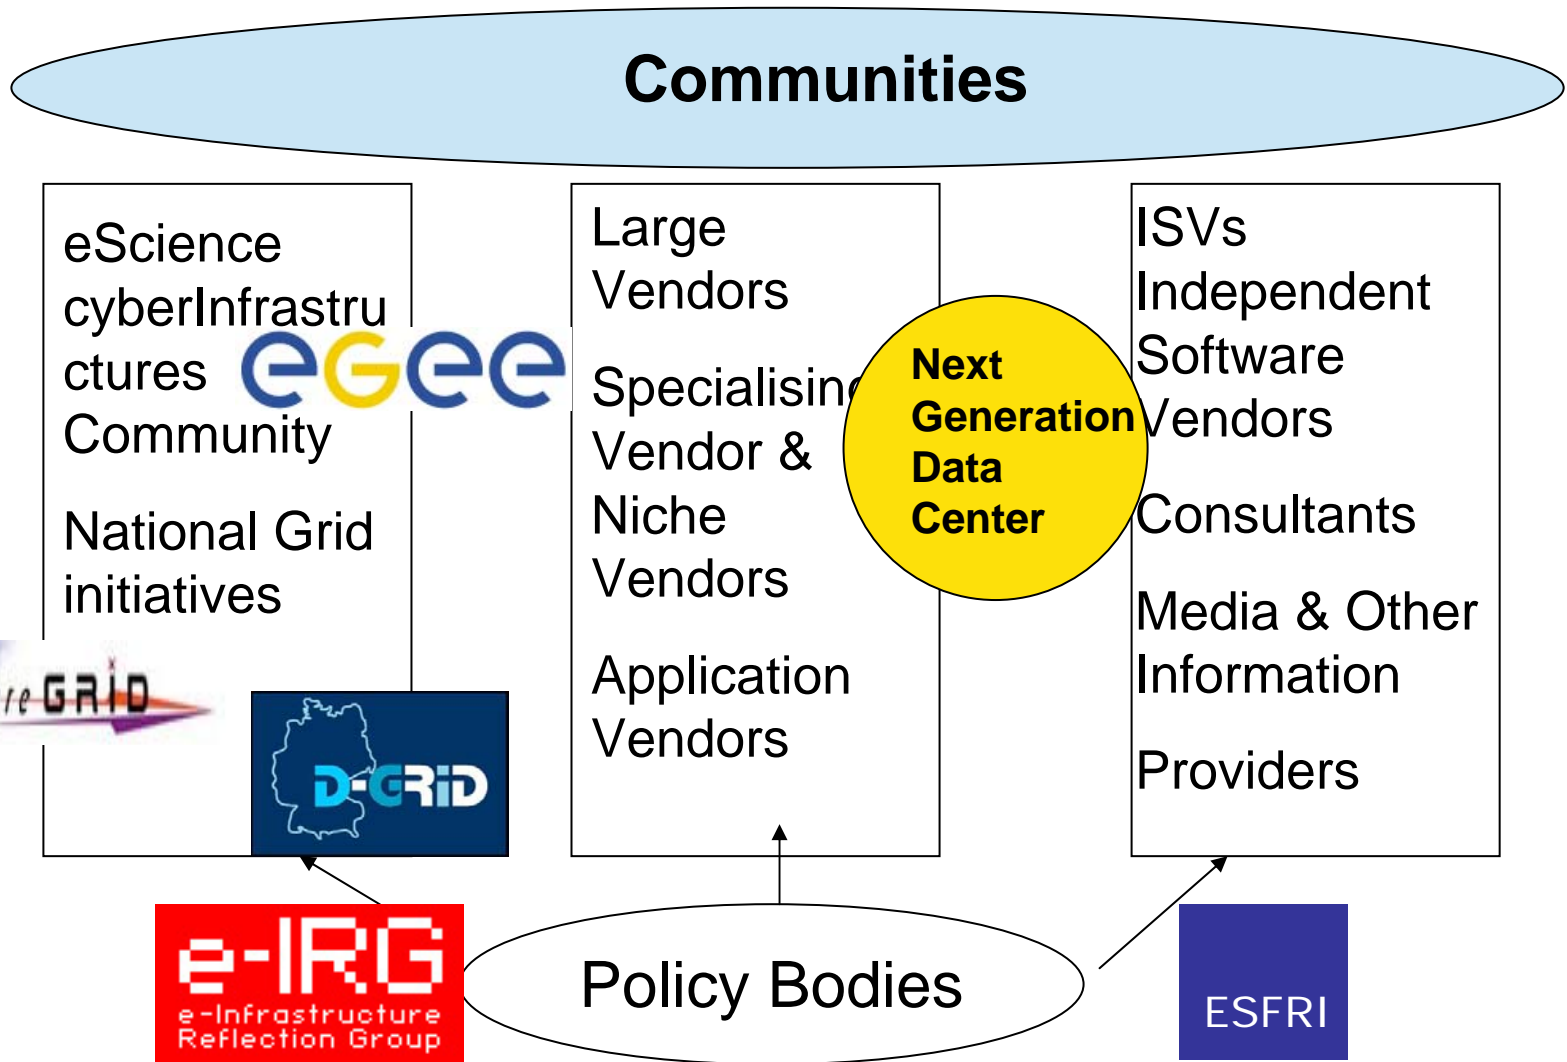 Communities
eScience
cyberInfrastru
ctures
Community
National Grid
initiatives
eGee
re GRiD
D-GRiD
Large
Vendors
Specialising
Vendor &
Niche
Vendors
Application
Vendors
Next
Generation
Data
Center
ISVs
Independent
Software
Vendors
Consultants
Media & Other
Information
Providers
e-IRG
e-Infrastructure
Reflection Group
Policy Bodies
ESFRI